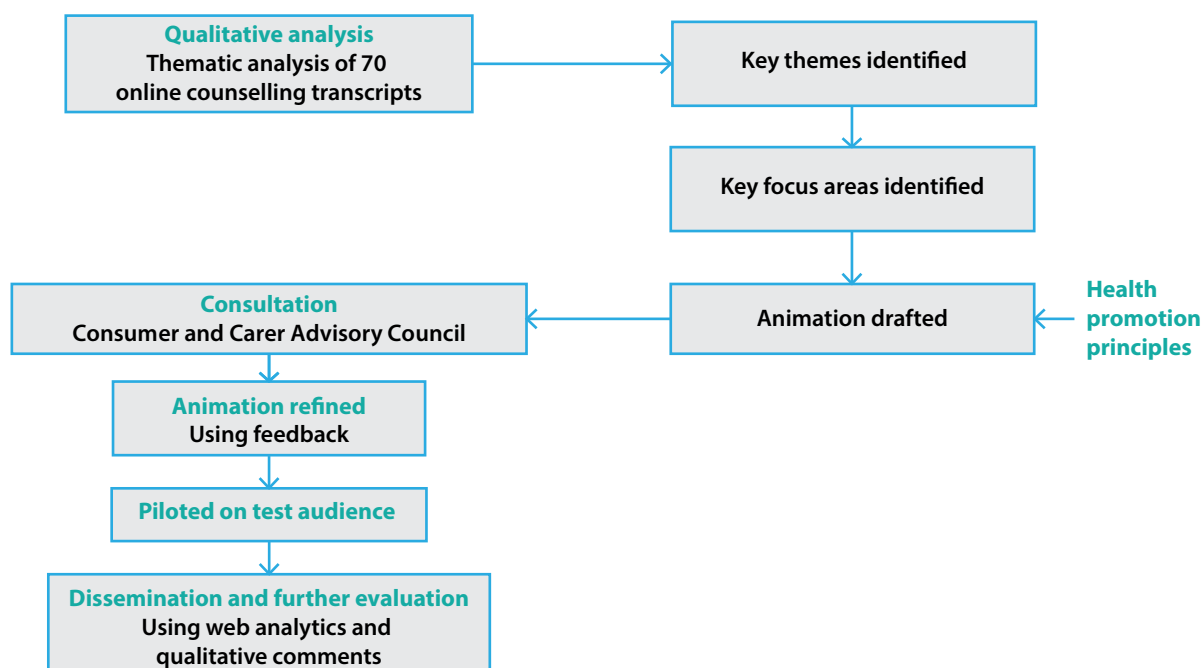 Qualitative analysis
Thematic analysis of 70
online counselling transcripts
Key themes identified
Key focus areas identified
Animation drafted
Health
promotion
principles
Consultation
Consumer and Carer Advisory Council
Animation refined
Using feedback
Piloted on test audience
Dissemination and further evaluation
Using web analytics and
qualitative comments